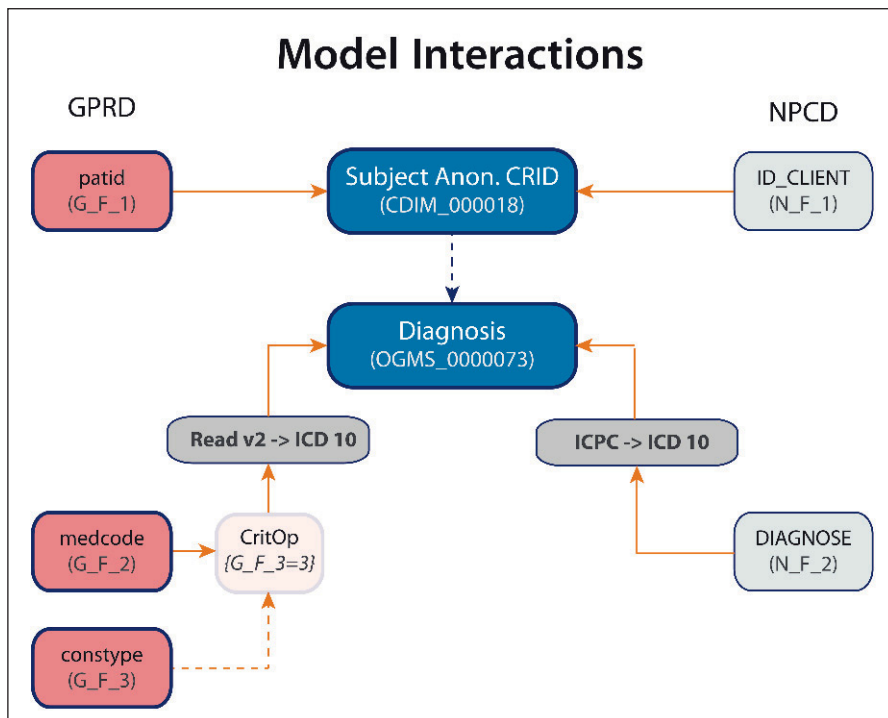 Model Interactions
GPRD
NPCD
patid
(G_F_1)
Subject Anon. CRID
(CDIM_000018)
ID_CLIENT
(N_F_1)
Diagnosis
(OGMS_0000073)
Read v2 -> ICD 10
ICPC -> ICD 10
medcode
(G_F_2)
CritOp
{G_F_3=3}
DIAGNOSE
(N_F_2)
constype
(G_F_3)